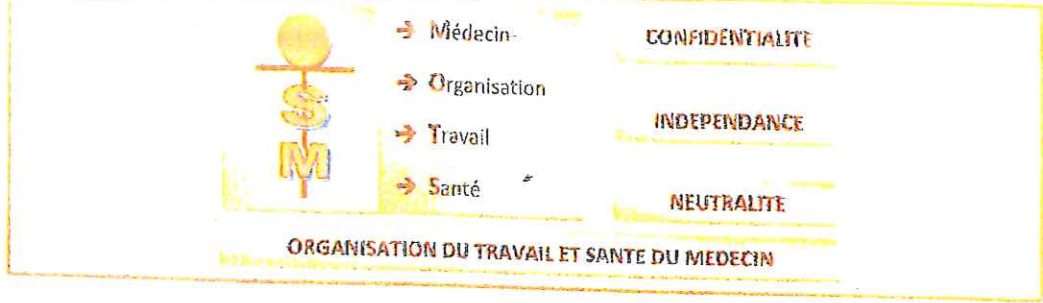 S
M
→ Médecin
→ Organisation
→ Travail
→ Santé
CONFIDENTIALITE
INDEPENDANCE
NEUTRALITE
ORGANISATION DU TRAVAIL ET SANTE DU MEDECIN